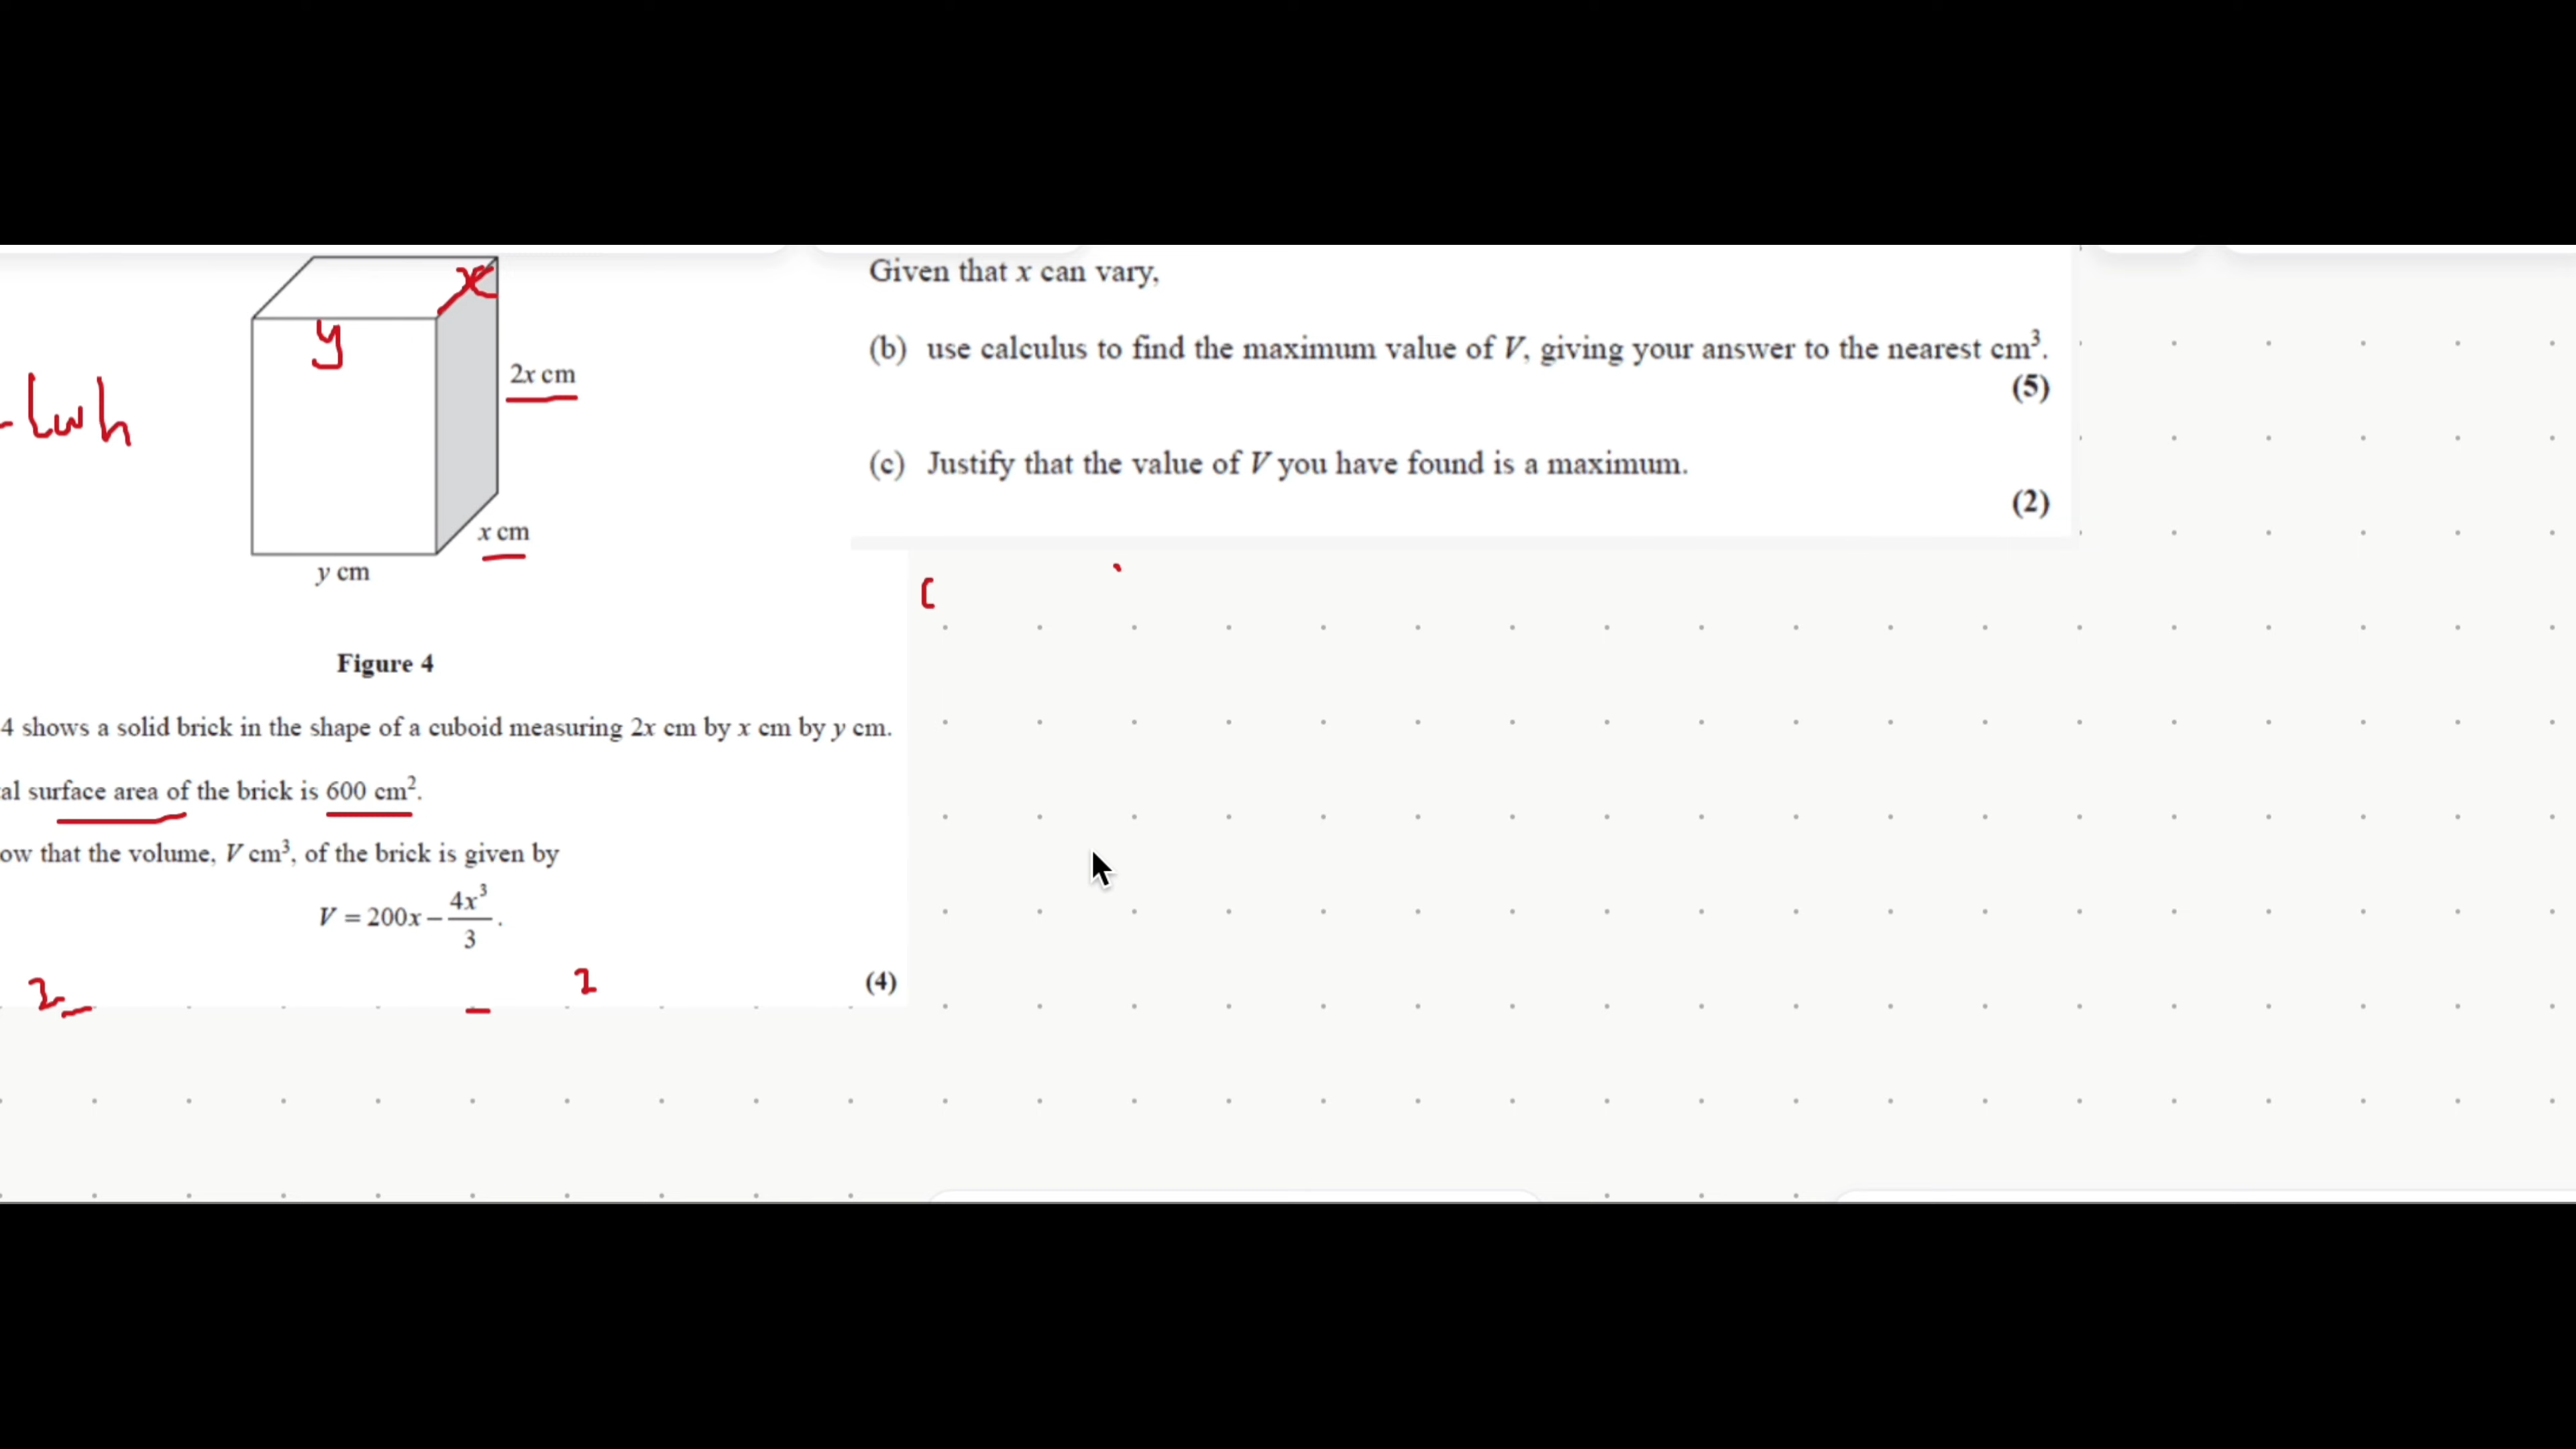 x
y
2x cm
lwh
x cm
y cm
Figure 4
4 shows a solid brick in the shape of a cuboid measuring 2x cm by x cm by y cm.
al surface area of the brick is 600 cm².
ow that the volume, V cm³, of the brick is given by
V = 200x − 4x³/3 .
(4)
2
2
Given that x can vary,
(b) use calculus to find the maximum value of V, giving your answer to the nearest cm³.
(5)
(c) Justify that the value of V you have found is a maximum.
(2)